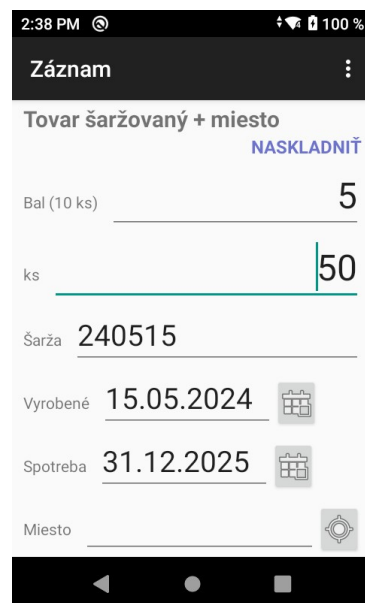 2:38 PM 100 %
Záznam
Tovar šaržovaný + miesto
NASKLADNIŤ
Bal (10 ks) 5
ks 50
Šarža 240515
Vyrobené 15.05.2024
Spotreba 31.12.2025
Miesto